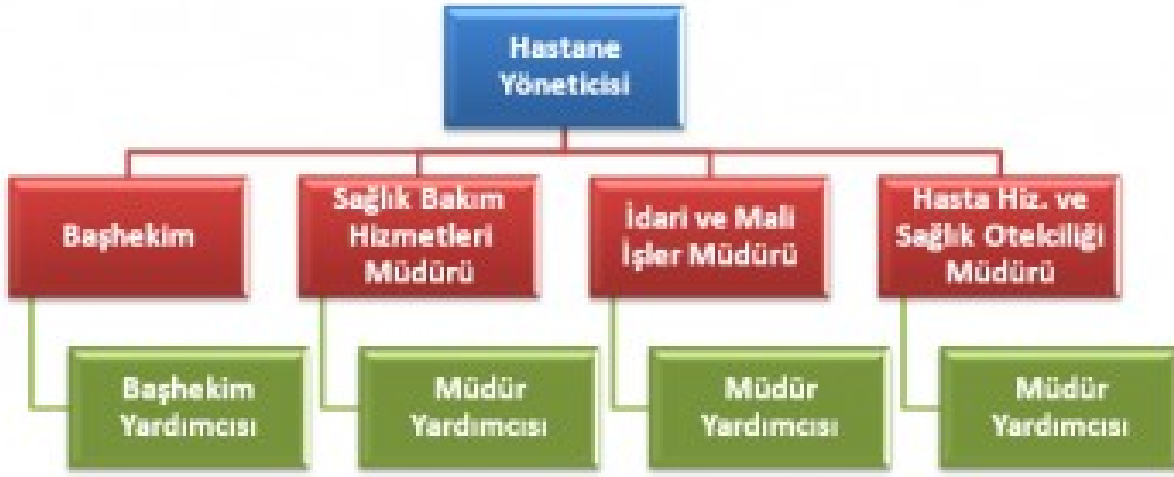 Hastane
Yöneticisi
Başhekim
Sağlık Bakım
Hizmetleri
Müdürü
İdari ve Mali
İşler Müdürü
Hasta Hiz. ve
Sağlık Otelciliği
Müdürü
Başhekim
Yardımcısı
Müdür
Yardımcısı
Müdür
Yardımcısı
Müdür
Yardımcısı